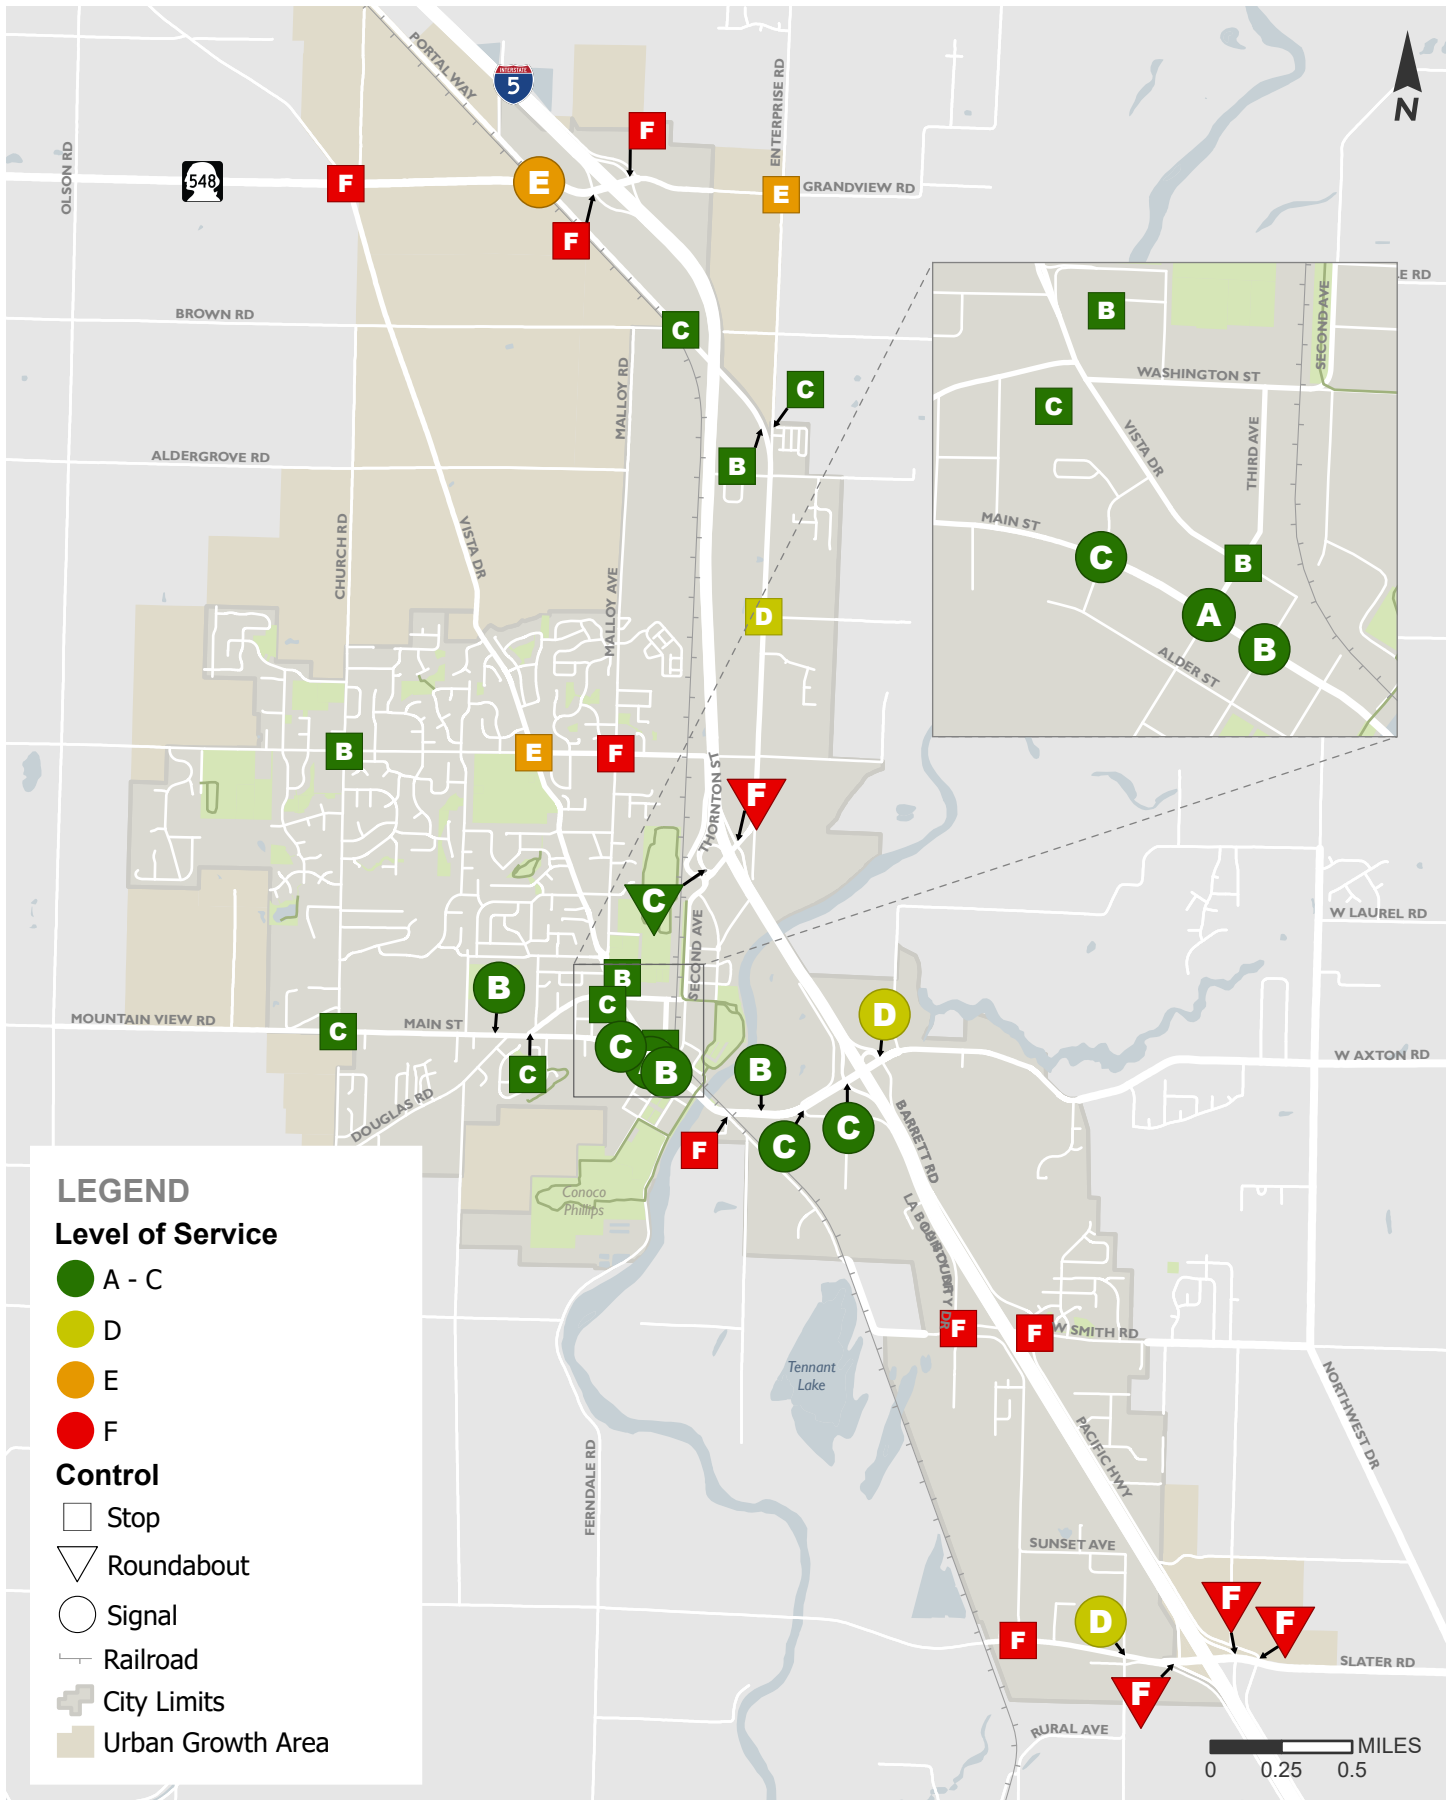 PORTAL WAY
INTERSTATE
5
N
OLSON RD
548
F
E
F
F
ENTERPRISE RD
E
GRANDVIEW RD
BROWN RD
C
MALLOY RD
C
B
ALDERGROVE RD
CHURCH RD
VISTA DR
MALLOY AVE
D
E RD
B
C
WASHINGTON ST
SECOND AVE
VISTA DR
THIRD AVE
MAIN ST
C
B
A
B
ALDER ST
B
E
F
THORNTON ST
F
C
SECOND AVE
W LAUREL RD
B
B
C
D
MOUNTAIN VIEW RD
C
MAIN ST
C
B
C
B
W AXTON RD
DOUGLAS RD
F
C
C
BARRETT RD
Conoco
Phillips
LA BOUNTY DR
F
F
W SMITH RD
Tennant
Lake
NORTHWEST DR
PACIFIC HWY
FERNDALE RD
SUNSET AVE
F
D
F
F
F
SLATER RD
RURAL AVE
LEGEND
Level of Service
A - C
D
E
F
Control
Stop
Roundabout
Signal
Railroad
City Limits
Urban Growth Area
MILES
0 0.25 0.5